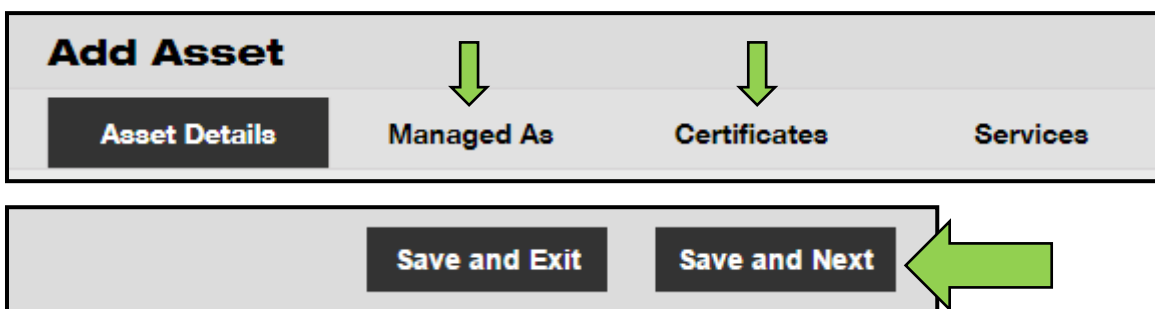 Add Asset
Asset Details Managed As Certificates Services
Save and Exit Save and Next